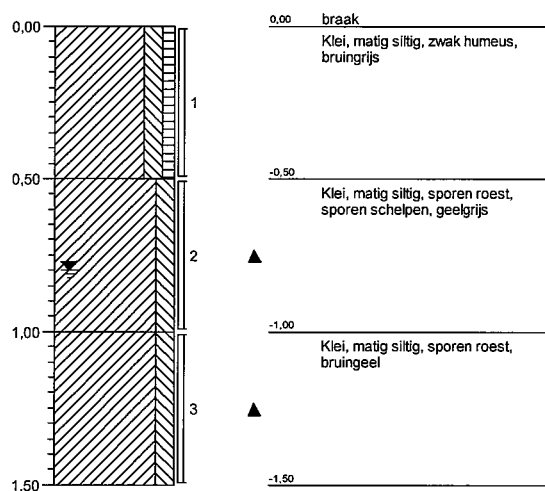 0,00
0,50
1,00
1,50
1
2
3
0,00 braak
Klei, matig siltig, zwak humeus,
bruingrijs
-0,50
Klei, matig siltig, sporen roest,
sporen schelpen, geelgrijs
-1,00
Klei, matig siltig, sporen roest,
bruingeel
-1,50